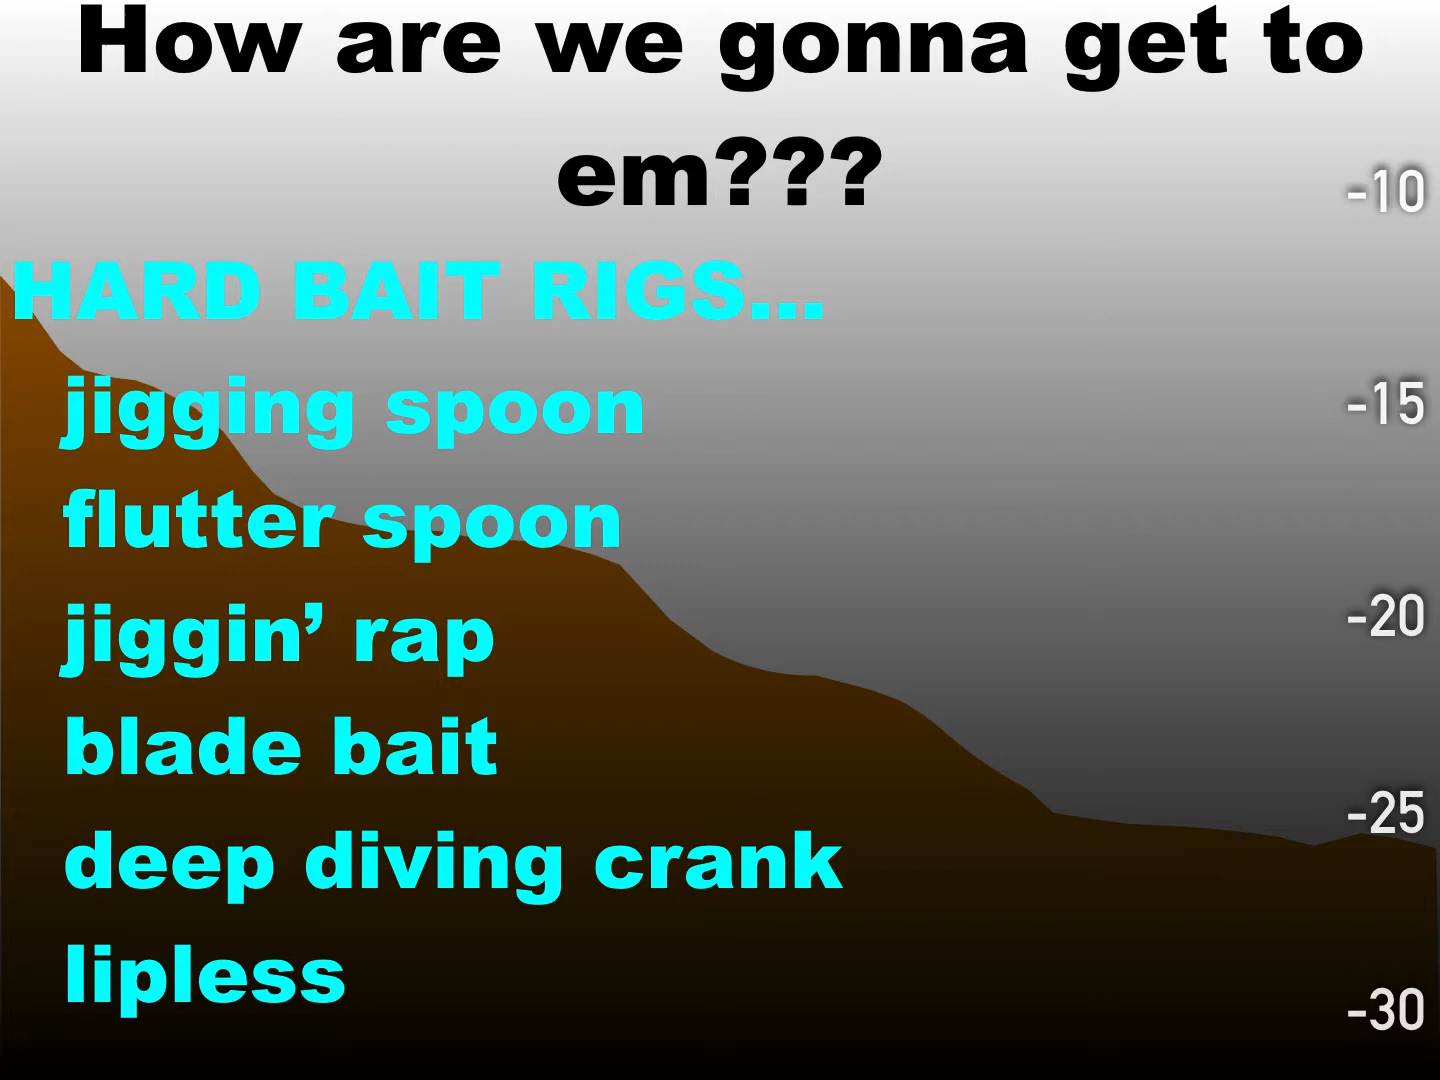 How are we gonna get to
em???
-10
HARD BAIT RIGS...
jigging spoon
-15
flutter spoon
jiggin’ rap
-20
blade bait
-25
deep diving crank
lipless
-30